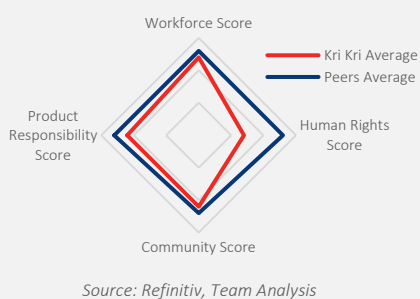 Workforce Score
Kri Kri Average
Peers Average
Product
Responsibility
Score
Human Rights
Score
Community Score
Source: Refinitiv, Team Analysis